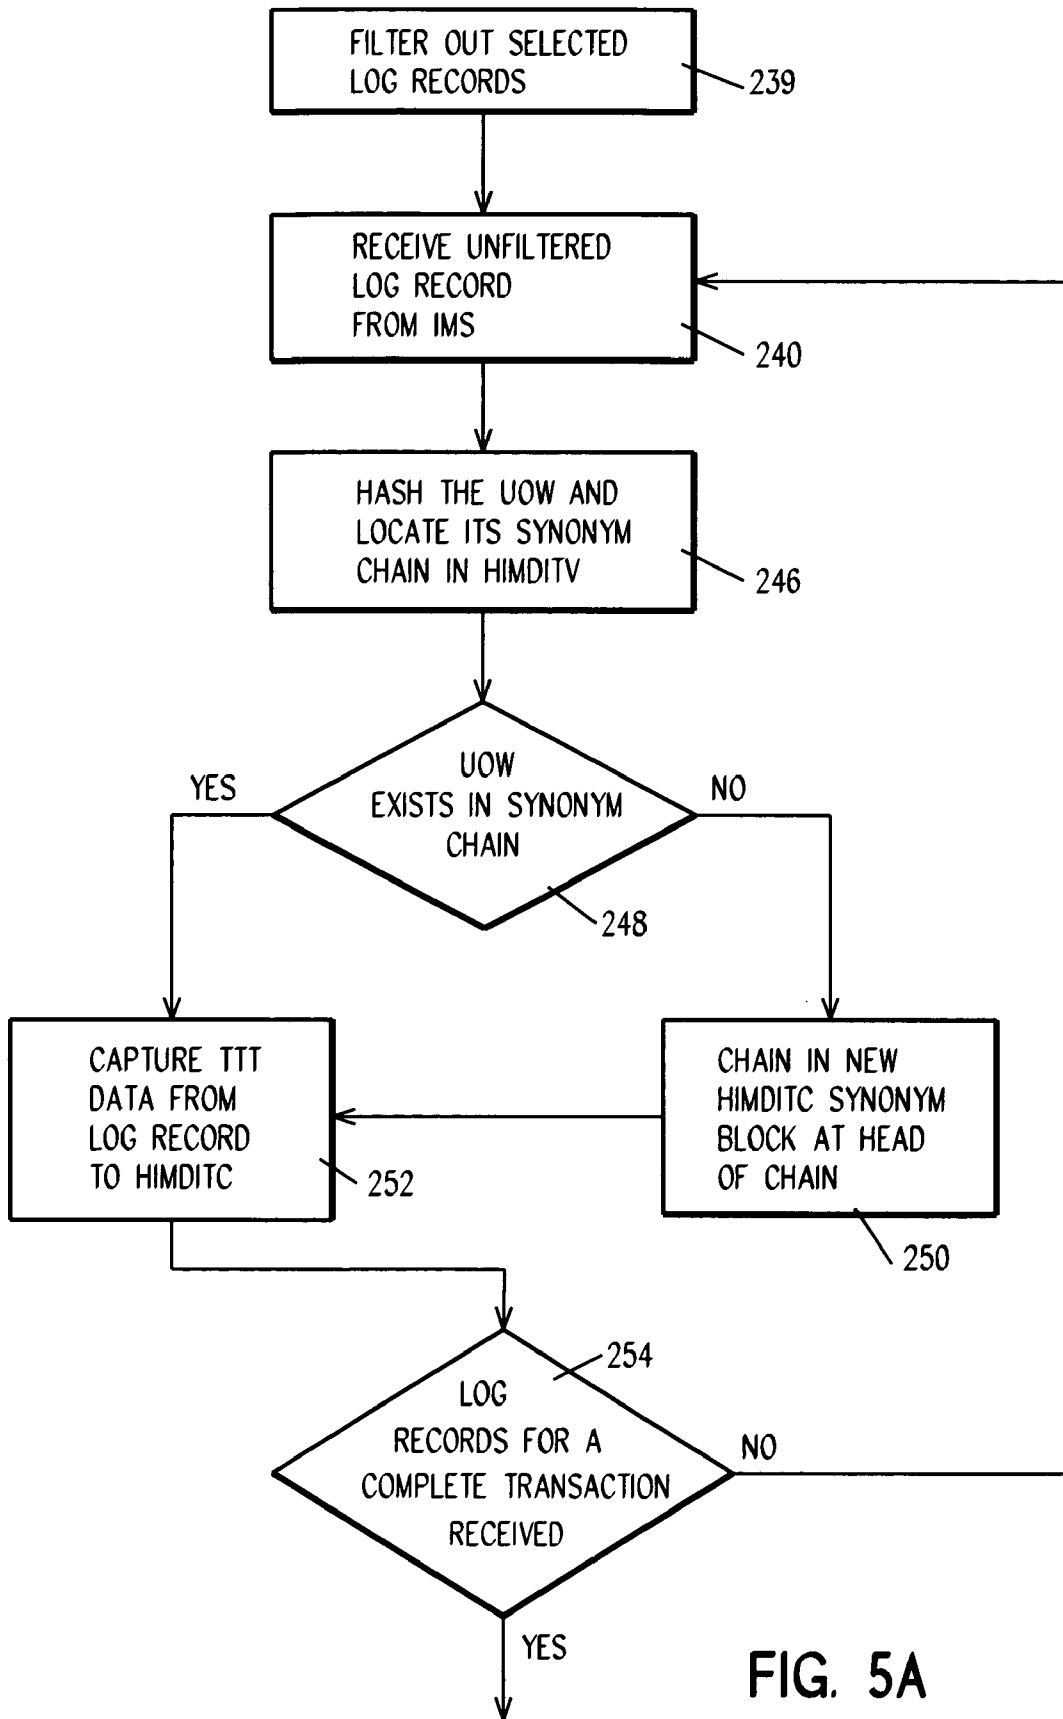 FILTER OUT SELECTED
LOG RECORDS
239
RECEIVE UNFILTERED
LOG RECORD
FROM IMS
240
HASH THE UOW AND
LOCATE ITS SYNONYM
CHAIN IN HIMDITV
246
UOW
EXISTS IN SYNONYM
CHAIN
YES
NO
248
CAPTURE TTT
DATA FROM
LOG RECORD
TO HIMDITC
252
CHAIN IN NEW
HIMDITC SYNONYM
BLOCK AT HEAD
OF CHAIN
250
254
LOG
RECORDS FOR A
COMPLETE TRANSACTION
RECEIVED
NO
YES
FIG. 5A